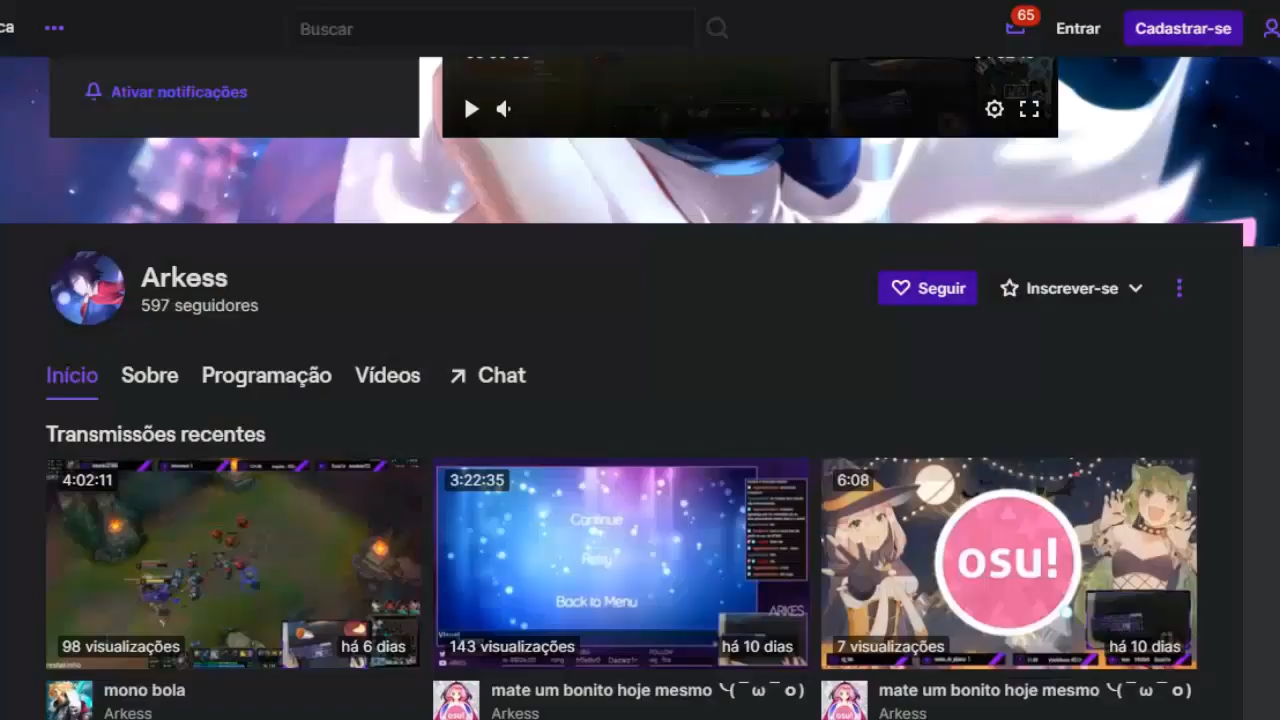 ca
Buscar
65
Entrar
Cadastrar-se
Ativar notificações
Arkess
597 seguidores
Seguir
Inscrever-se
Início
Sobre
Programação
Vídeos
Chat
Transmissões recentes
4:02:11
3:22:35
6:08
Continue
Retry
Back to Menu
osu!
ARKES
98 visualizações
há 6 dias
143 visualizações
há 10 dias
7 visualizações
há 10 dias
mono bola
Arkess
mate um bonito hoje mesmo ╰(￣ω￣ｏ)
Arkess
mate um bonito hoje mesmo ╰(￣ω￣ｏ)
Arkess